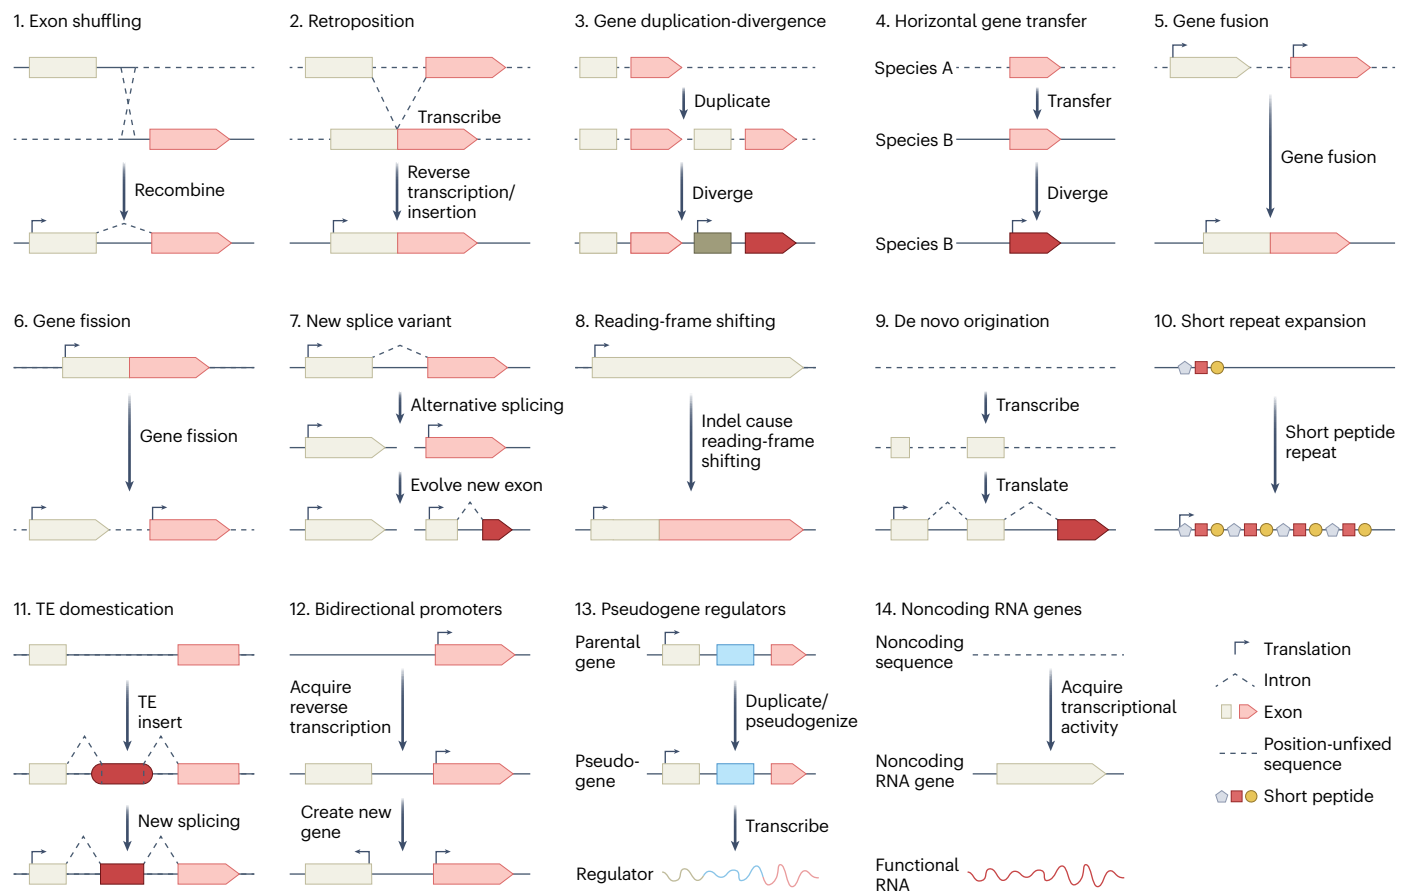 1. Exon shuffling
Recombine
2. Retroposition
Transcribe
Reverse
transcription/
insertion
3. Gene duplication-divergence
Duplicate
Diverge
4. Horizontal gene transfer
Species A
Transfer
Species B
Diverge
Species B
5. Gene fusion
Gene fusion
6. Gene fission
Gene fission
7. New splice variant
Alternative splicing
Evolve new exon
8. Reading-frame shifting
Indel cause
reading-frame
shifting
9. De novo origination
Transcribe
Translate
10. Short repeat expansion
Short peptide
repeat
11. TE domestication
TE
insert
New splicing
12. Bidirectional promoters
Acquire
reverse
transcription
Create new
gene
13. Pseudogene regulators
Parental
gene
Duplicate/
pseudogenize
Pseudo-
gene
Transcribe
Regulator
14. Noncoding RNA genes
Noncoding
sequence
Acquire
transcriptional
activity
Noncoding
RNA gene
Functional
RNA
Translation
Intron
Exon
Position-unfixed
sequence
Short peptide